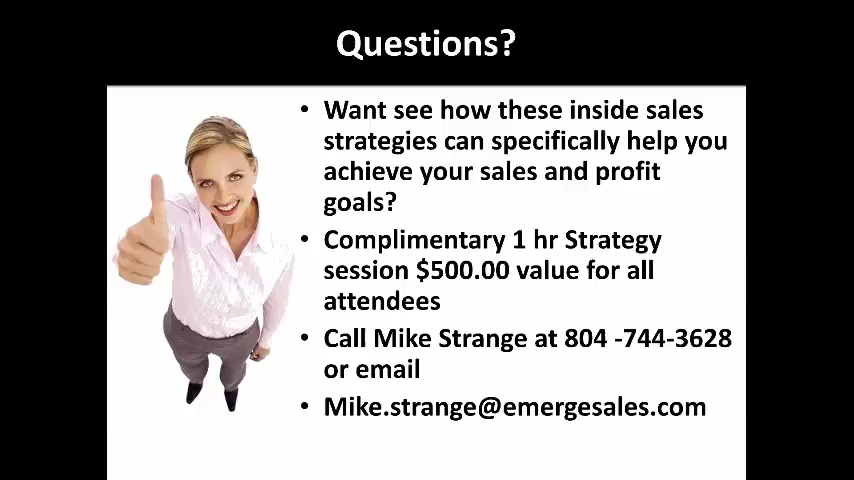 Questions?
• Want see how these inside sales
strategies can specifically help you
achieve your sales and profit
goals?
• Complimentary 1 hr Strategy
session $500.00 value for all
attendees
• Call Mike Strange at 804 -744-3628
or email
• Mike.strange@emergesales.com